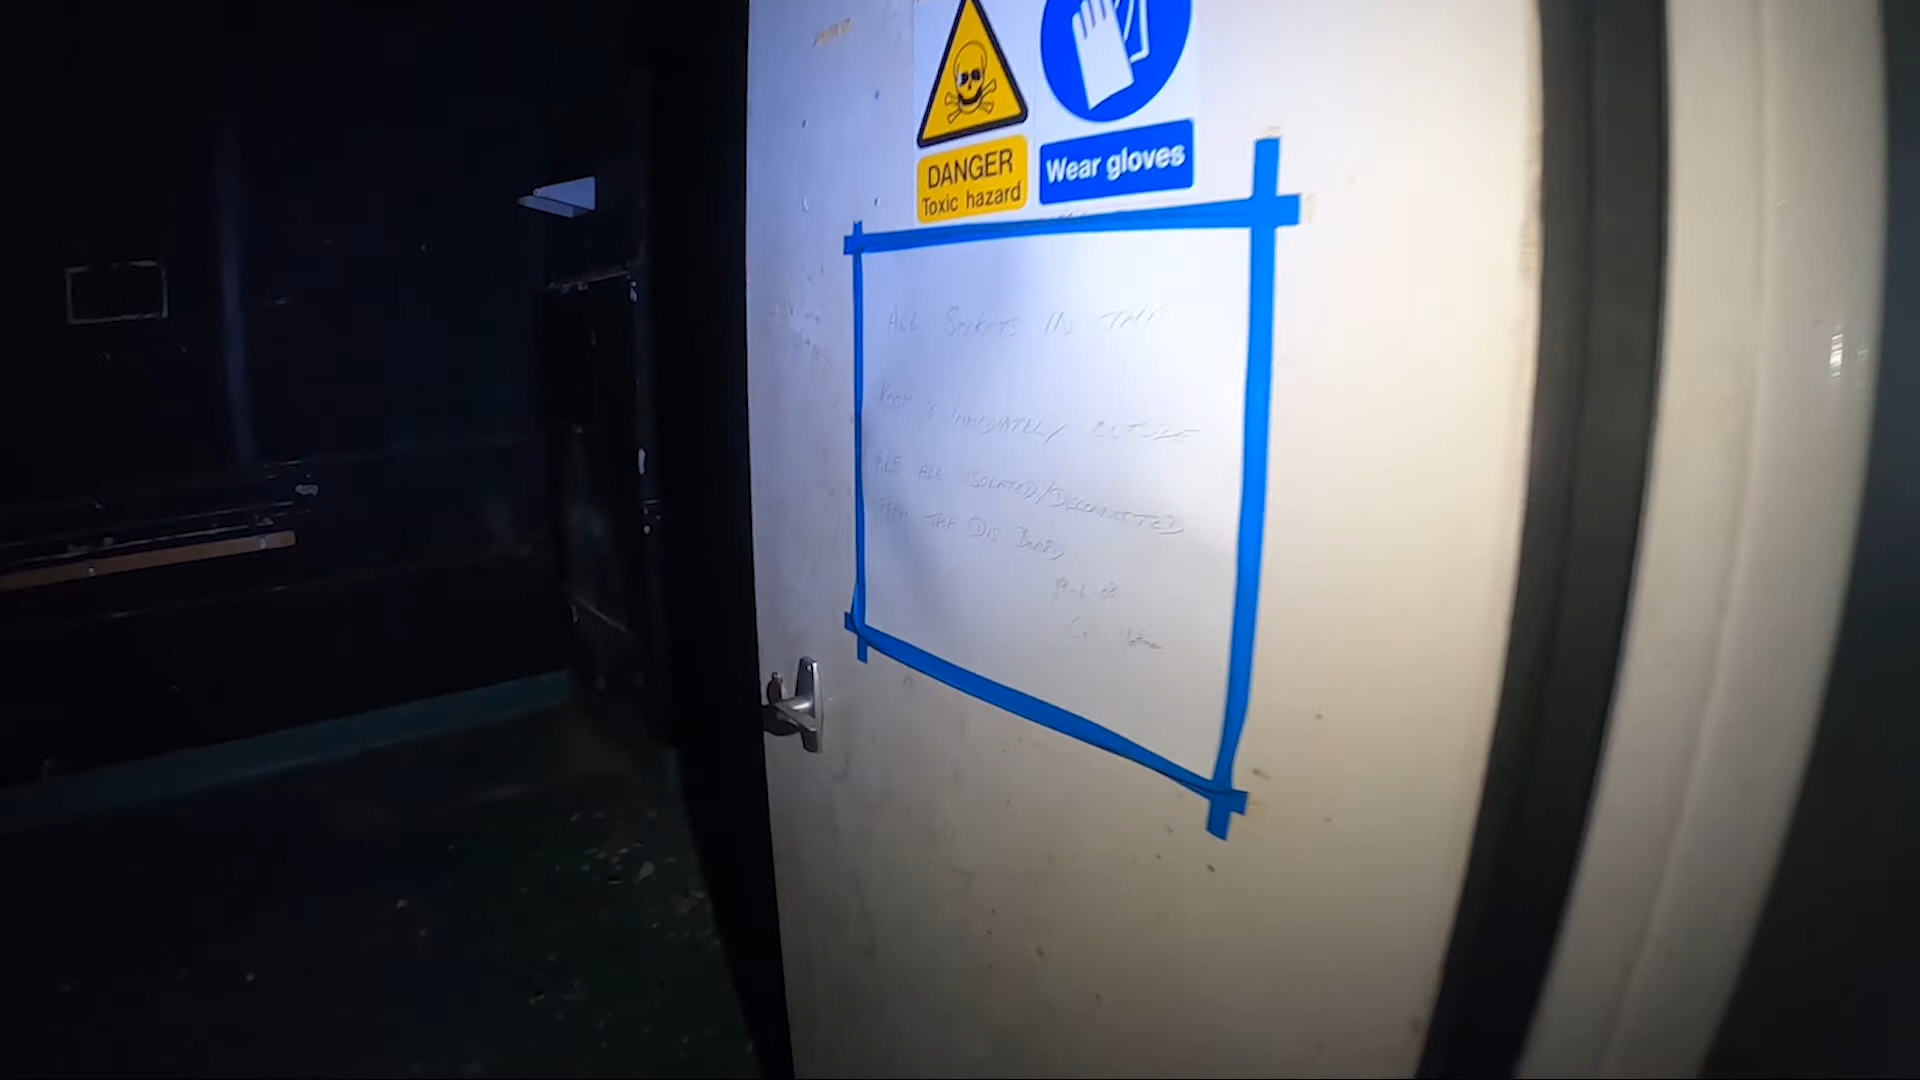 DANGER
Toxic hazard
Wear gloves
ALL SOCKETS IN THE
ROOM & IMMEDIATELY OUTSIDE
ARE ALL ISOLATED/DISCONNECTED
FROM THE DIS BOARD